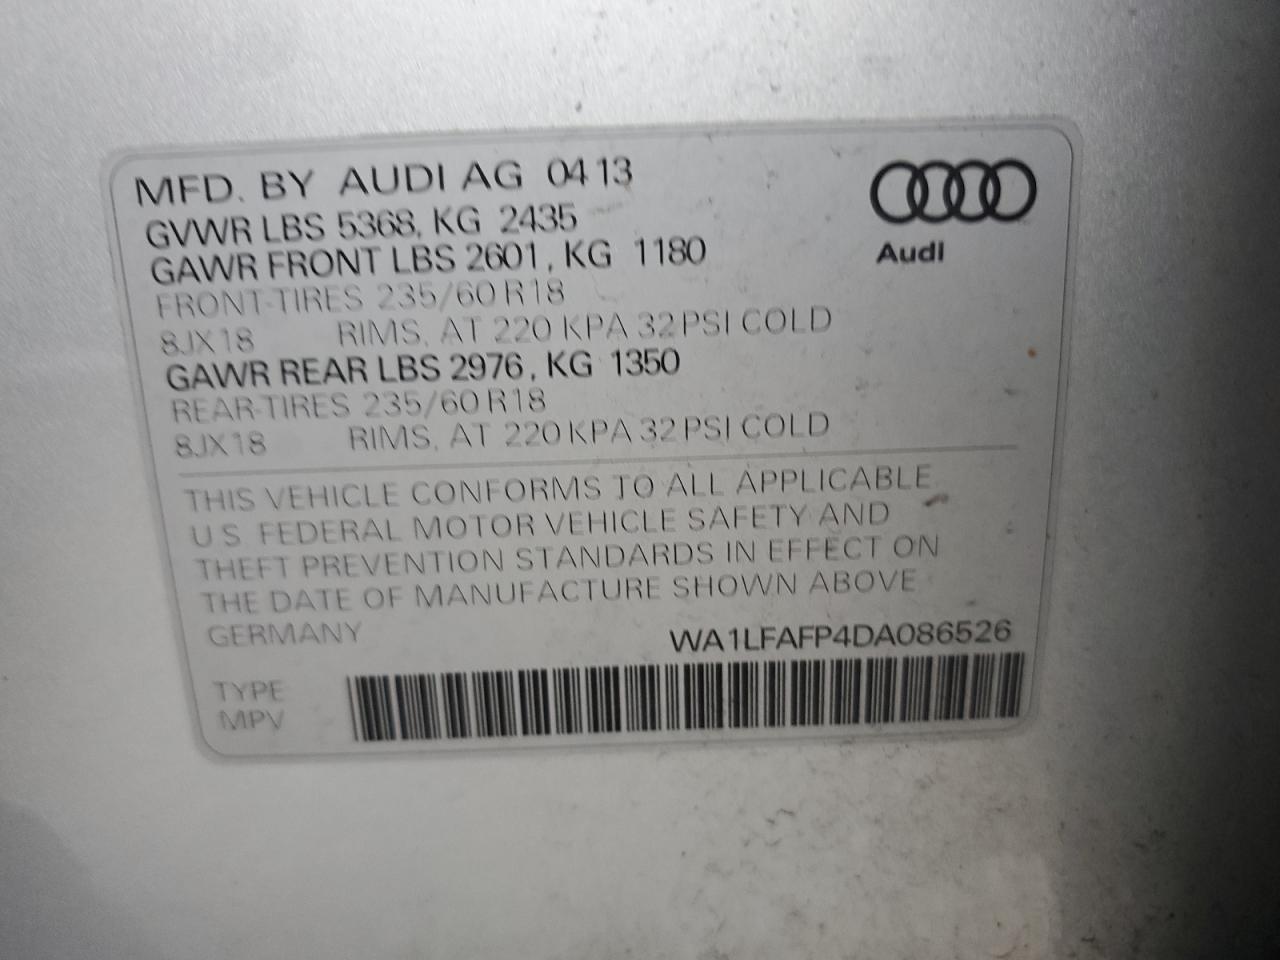 MFD. BY AUDI AG 04 13
GVWR LBS 5368, KG 2435
GAWR FRONT LBS 2601, KG 1180
FRONT-TIRES 235/60 R18
8JX18 RIMS, AT 220 KPA 32 PSI COLD
GAWR REAR LBS 2976, KG 1350
REAR-TIRES 235/60 R18
8JX18 RIMS, AT 220 KPA 32 PSI COLD
Audi
THIS VEHICLE CONFORMS TO ALL APPLICABLE
U.S. FEDERAL MOTOR VEHICLE SAFETY AND
THEFT PREVENTION STANDARDS IN EFFECT ON
THE DATE OF MANUFACTURE SHOWN ABOVE
GERMANY WA1LFAFP4DA086526
TYPE
MPV